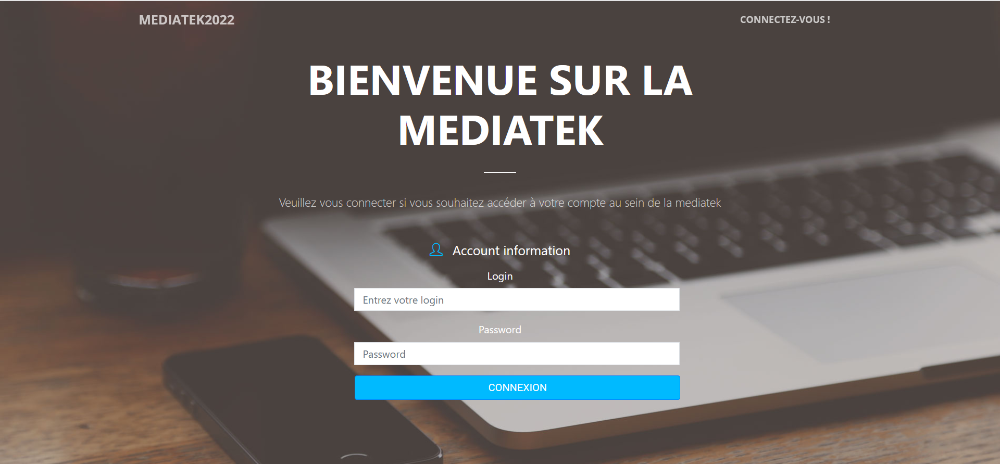 MEDIATEK2022
CONNECTEZ-VOUS !
BIENVENUE SUR LA
MEDIATEK
Veuillez vous connecter si vous souhaitez accéder à votre compte au sein de la mediatek
Account information
Login
Entrez votre login
Password
Password
CONNEXION